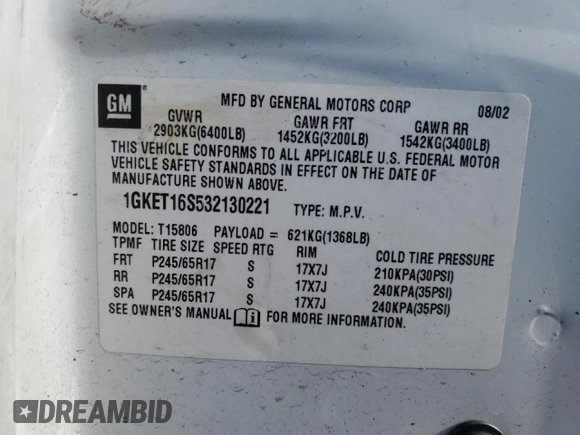 GM
MFD BY GENERAL MOTORS CORP 08/02
GVWR GAWR FRT GAWR RR
2903KG(6400LB) 1452KG(3200LB) 1542KG(3400LB)
THIS VEHICLE CONFORMS TO ALL APPLICABLE U.S. FEDERAL MOTOR
VEHICLE SAFETY STANDARDS IN EFFECT ON THE DATE OF
MANUFACTURE SHOWN ABOVE.
1GKET16S532130221 TYPE: M.P.V.
MODEL: T15806 PAYLOAD = 621KG(1368LB)
TPMF TIRE SIZE SPEED RTG RIM COLD TIRE PRESSURE
FRT P245/65R17 S 17X7J 210KPA(30PSI)
RR P245/65R17 S 17X7J 240KPA(35PSI)
SPA P245/65R17 S 17X7J 240KPA(35PSI)
SEE OWNER'S MANUAL FOR MORE INFORMATION.
DREAMBID